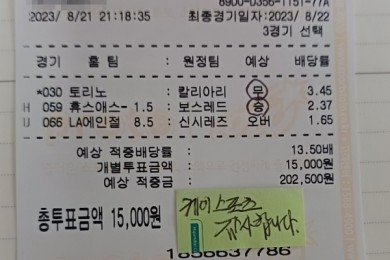 8900-0356-1151-77A
2023/ 8/21 21:18:35 최종경기일자:2023/ 8/22
3경기 선택
경기 홈 팀 : 원정팀 예상 배당률
*030 토리노 : 칼리아리 무 3.45
H 059 휴스애스- 1.5 : 보스레드 승 2.37
U 066 LA에인절 8.5 : 신시레즈 오버 1.65
예상 적중배당률 : 13.50배
개별투표금액 : 15,000원
예상 적중금 : 202,500원
총투표금액 15,000원
케이스포츠
감사합니다.
1856637786